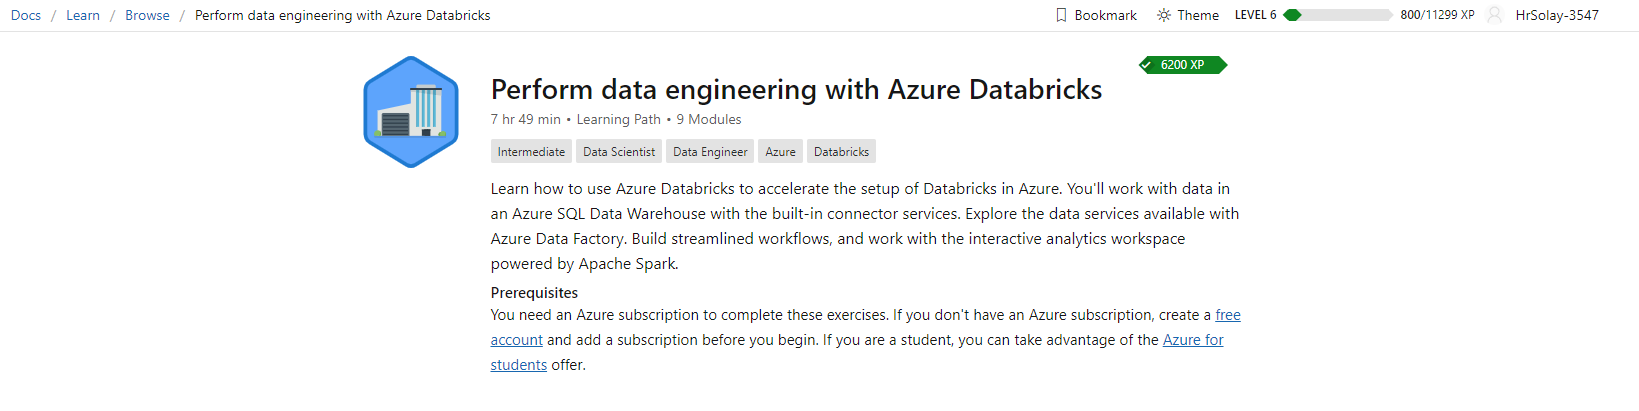 Docs / Learn / Browse / Perform data engineering with Azure Databricks Bookmark Theme LEVEL 6 800/11299 XP HrSolay-3547
6200 XP
Perform data engineering with Azure Databricks
7 hr 49 min • Learning Path • 9 Modules
Intermediate Data Scientist Data Engineer Azure Databricks
Learn how to use Azure Databricks to accelerate the setup of Databricks in Azure. You'll work with data in
an Azure SQL Data Warehouse with the built-in connector services. Explore the data services available with
Azure Data Factory. Build streamlined workflows, and work with the interactive analytics workspace
powered by Apache Spark.
Prerequisites
You need an Azure subscription to complete these exercises. If you don't have an Azure subscription, create a free
account and add a subscription before you begin. If you are a student, you can take advantage of the Azure for
students offer.